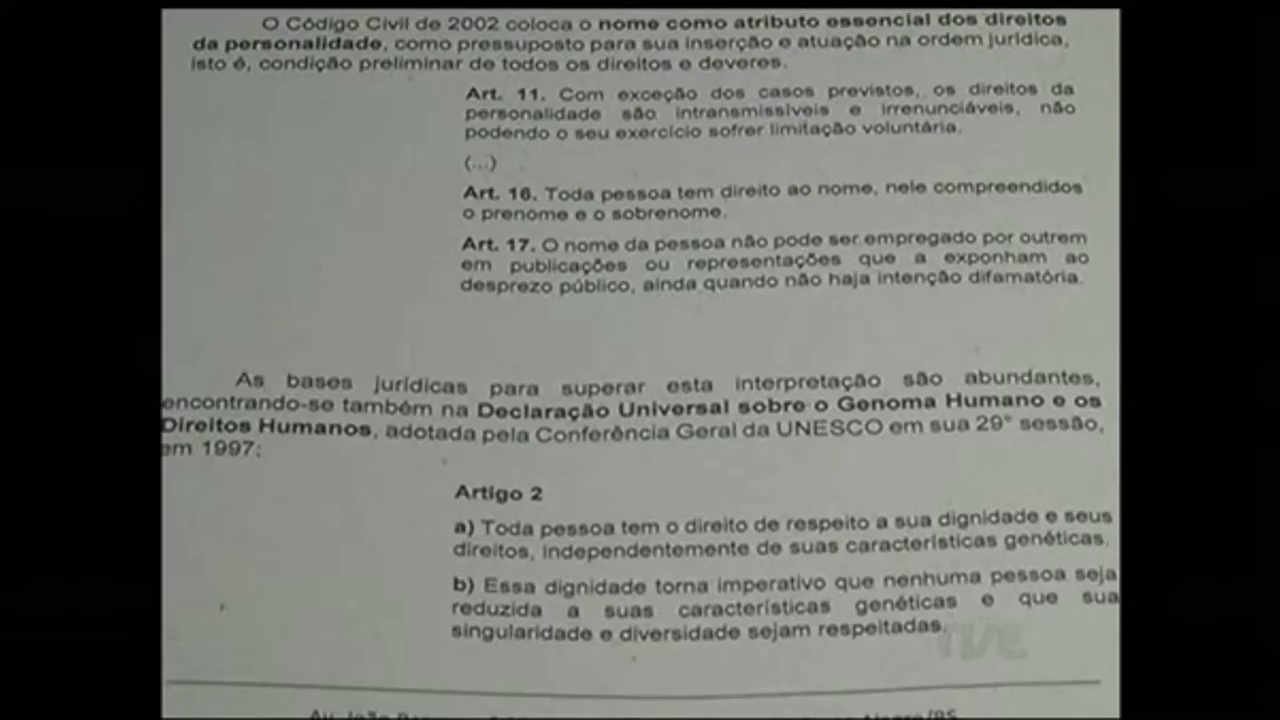 O Código Civil de 2002 coloca o nome como atributo essencial dos direitos
da personalidade, como pressuposto para sua inserção e atuação na ordem jurídica,
isto é, condição preliminar de todos os direitos e deveres.
Art. 11. Com exceção dos casos previstos, os direitos da
personalidade são intransmissíveis e irrenunciáveis, não
podendo o seu exercício sofrer limitação voluntária.
(...)
Art. 16. Toda pessoa tem direito ao nome, nele compreendidos
o prenome e o sobrenome.
Art. 17. O nome da pessoa não pode ser empregado por outrem
em publicações ou representações que a exponham ao
desprezo público, ainda quando não haja intenção difamatória.
As bases jurídicas para superar esta interpretação são abundantes,
encontrando-se também na Declaração Universal sobre o Genoma Humano e os
Direitos Humanos, adotada pela Conferência Geral da UNESCO em sua 29° sessão,
em 1997:
Artigo 2
a) Toda pessoa tem o direito de respeito a sua dignidade e seus
direitos, independentemente de suas características genéticas.
b) Essa dignidade torna imperativo que nenhuma pessoa seja
reduzida a suas características genéticas e que sua
singularidade e diversidade sejam respeitadas.
TVE
Av. João